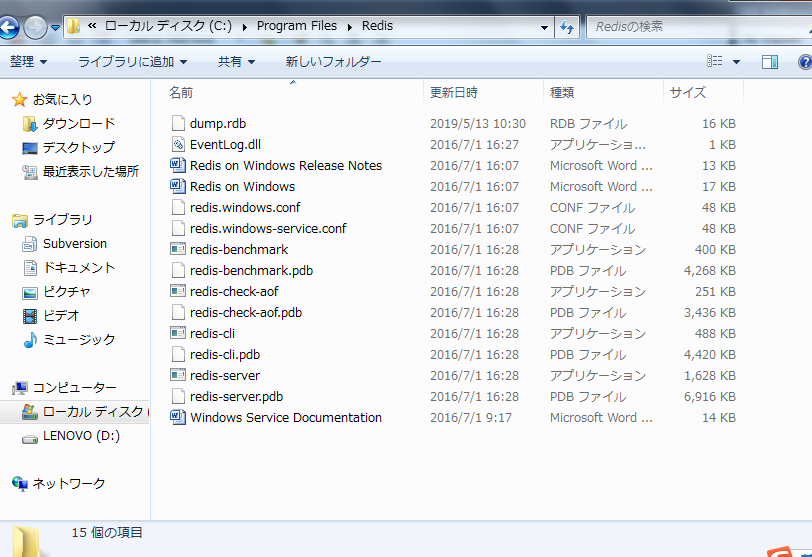 « ローカル ディスク (C:) ▸ Program Files ▸ Redis
Redisの検索
整理 ライブラリに追加 共有 新しいフォルダー
お気に入り
ダウンロード
デスクトップ
最近表示した場所
ライブラリ
Subversion
ドキュメント
ピクチャ
ビデオ
ミュージック
コンピューター
ローカル ディスク (
LENOVO (D:)
ネットワーク
名前 更新日時 種類 サイズ
dump.rdb 2019/5/13 10:30 RDB ファイル 16 KB
EventLog.dll 2016/7/1 16:27 アプリケーショ... 1 KB
Redis on Windows Release Notes 2016/7/1 16:07 Microsoft Word ... 13 KB
Redis on Windows 2016/7/1 16:07 Microsoft Word ... 17 KB
redis.windows.conf 2016/7/1 16:07 CONF ファイル 48 KB
redis.windows-service.conf 2016/7/1 16:07 CONF ファイル 48 KB
redis-benchmark 2016/7/1 16:28 アプリケーション 400 KB
redis-benchmark.pdb 2016/7/1 16:28 PDB ファイル 4,268 KB
redis-check-aof 2016/7/1 16:28 アプリケーション 251 KB
redis-check-aof.pdb 2016/7/1 16:28 PDB ファイル 3,436 KB
redis-cli 2016/7/1 16:28 アプリケーション 488 KB
redis-cli.pdb 2016/7/1 16:28 PDB ファイル 4,420 KB
redis-server 2016/7/1 16:28 アプリケーション 1,628 KB
redis-server.pdb 2016/7/1 16:28 PDB ファイル 6,916 KB
Windows Service Documentation 2016/7/1 9:17 Microsoft Word ... 14 KB
15 個の項目